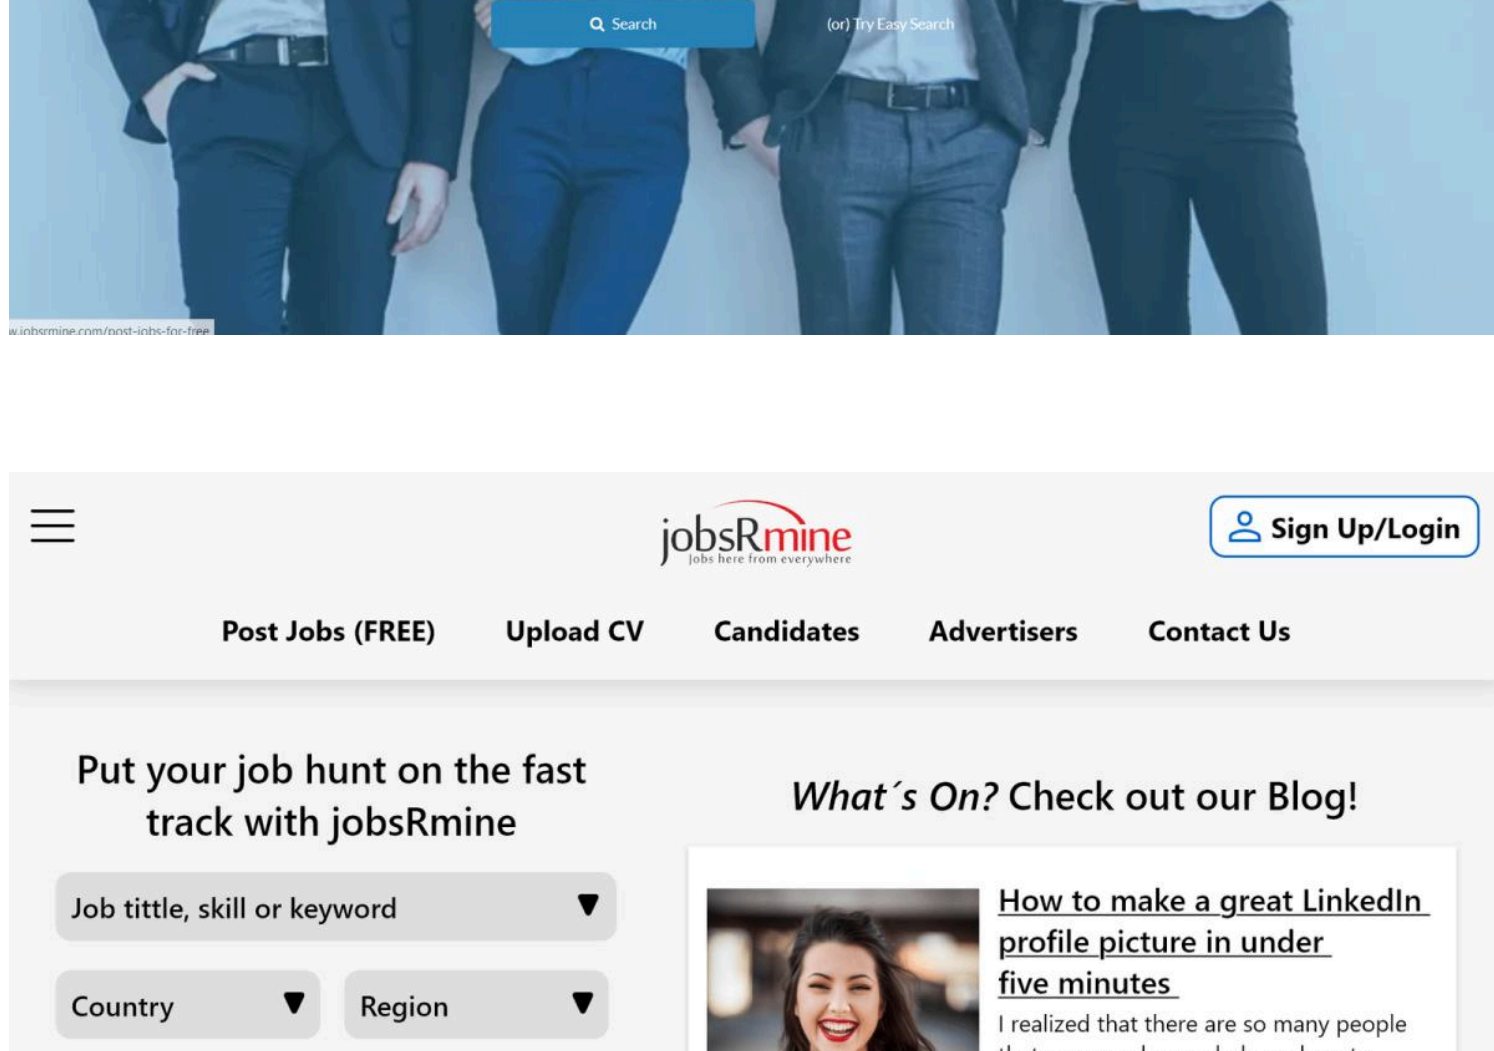 Search
(or) Try Easy Search
w.jobsrmine.com/post-jobs-for-free
jobsRmine
Jobs here from everywhere
Sign Up/Login
Post Jobs (FREE)
Upload CV
Candidates
Advertisers
Contact Us
Put your job hunt on the fast
track with jobsRmine
Job tittle, skill or keyword
Country
Region
What´s On? Check out our Blog!
How to make a great LinkedIn
profile picture in under
five minutes
I realized that there are so many people